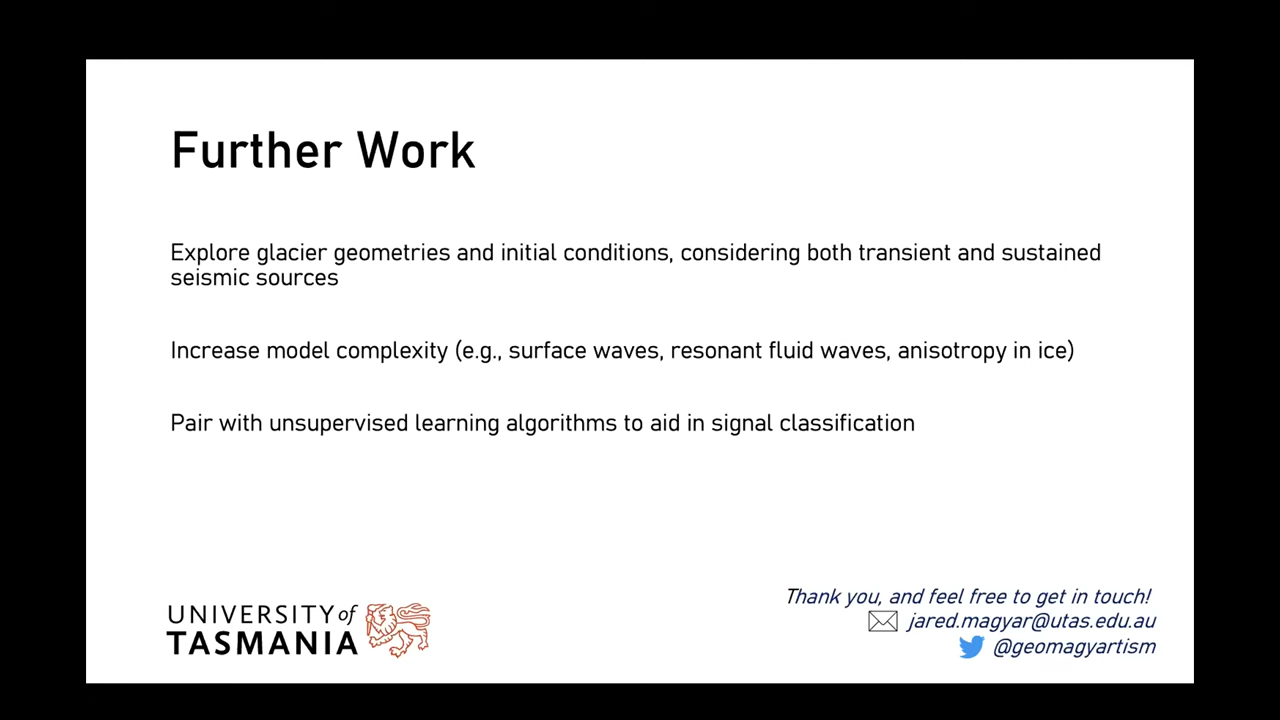 Further Work
Explore glacier geometries and initial conditions, considering both transient and sustained
seismic sources
Increase model complexity (e.g., surface waves, resonant fluid waves, anisotropy in ice)
Pair with unsupervised learning algorithms to aid in signal classification
UNIVERSITY of
TASMANIA
Thank you, and feel free to get in touch!
jared.magyar@utas.edu.au
@geomagyartism